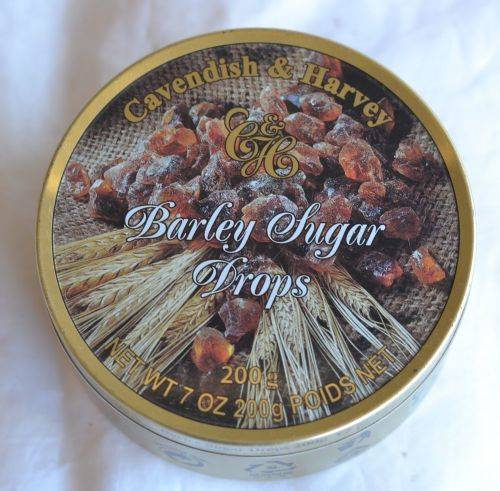 Cavendish & Harvey
C&H
Barley Sugar
Drops
200g
NET WT 7 OZ 200g POIDS NET